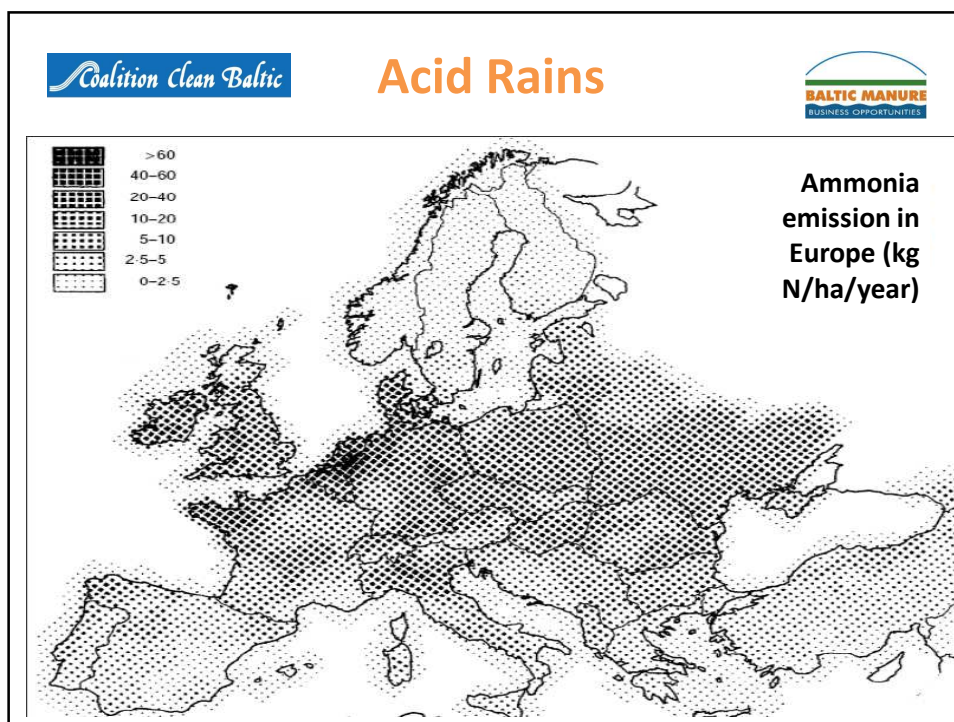 Coalition Clean Baltic
Acid Rains
BALTIC MANURE
BUSINESS OPPORTUNITIES
>60
40–60
20–40
10–20
5–10
2·5–5
0–2·5
Ammonia
emission in
Europe (kg
N/ha/year)